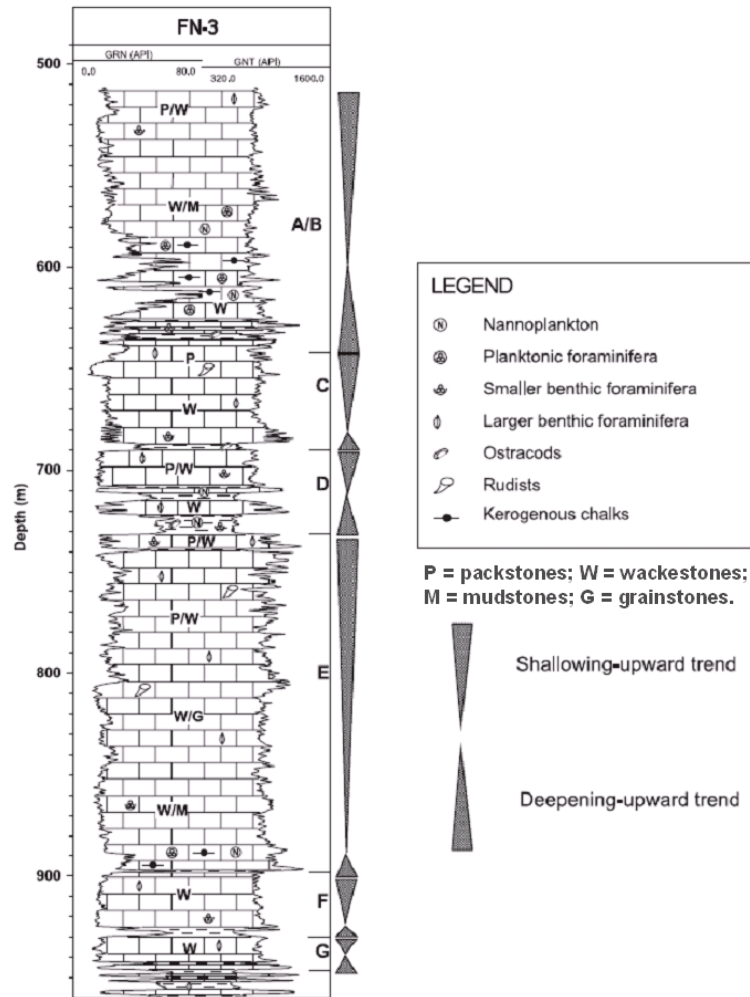 FN-3
GRN (API) GNT (API)
0.0 80.0 320.0 1600.0
500
P/W
W/M
A/B
600
W
P
C
W
700
P/W
D
W
P/W
P/W
800
E
W/G
W/M
900
W
F
W
G
Depth (m)
LEGEND
N Nannoplankton
Planktonic foraminifera
Smaller benthic foraminifera
Larger benthic foraminifera
Ostracods
Rudists
Kerogenous chalks
P = packstones; W = wackestones;
M = mudstones; G = grainstones.
Shallowing-upward trend
Deepening-upward trend